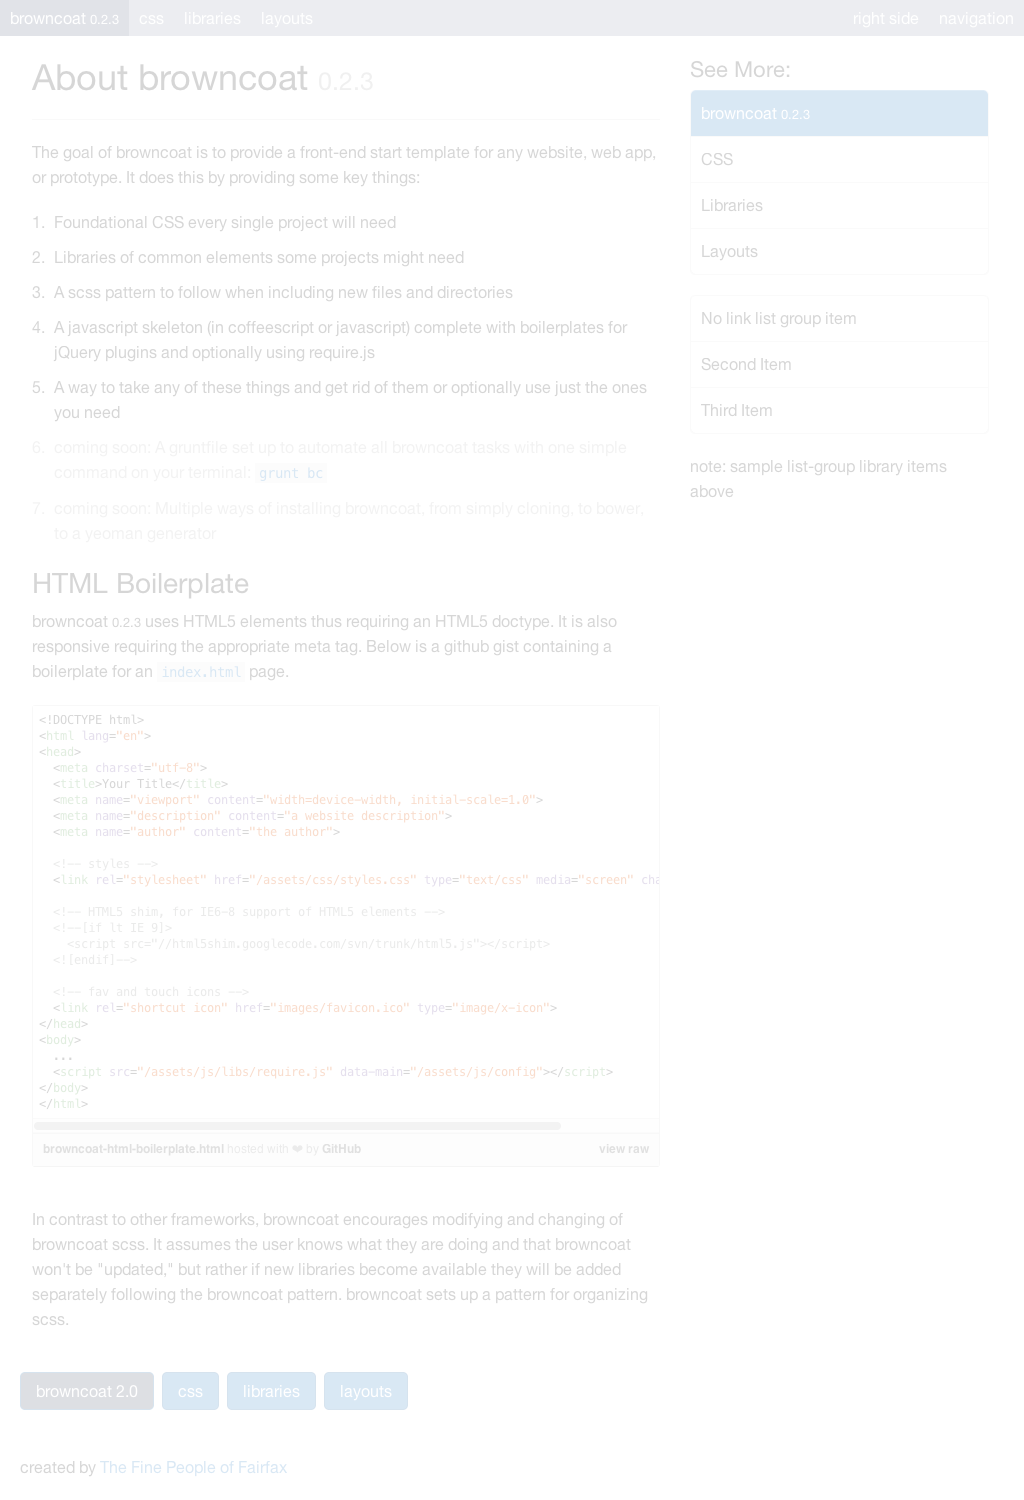 browncoat 0.2.3 css libraries layouts right side navigation
About browncoat 0.2.3
The goal of browncoat is to provide a front-end start template for any website, web app,
or prototype. It does this by providing some key things:
1. Foundational CSS every single project will need
2. Libraries of common elements some projects might need
3. A scss pattern to follow when including new files and directories
4. A javascript skeleton (in coffeescript or javascript) complete with boilerplates for
jQuery plugins and optionally using require.js
5. A way to take any of these things and get rid of them or optionally use just the ones
you need
6. coming soon: A gruntfile set up to automate all browncoat tasks with one simple
command on your terminal: grunt bc
7. coming soon: Multiple ways of installing browncoat, from simply cloning, to bower,
to a yeoman generator
HTML Boilerplate
browncoat 0.2.3 uses HTML5 elements thus requiring an HTML5 doctype. It is also
responsive requiring the appropriate meta tag. Below is a github gist containing a
boilerplate for an index.html page.
<!DOCTYPE html>
<html lang="en">
<head>
  <meta charset="utf-8">
  <title>Your Title</title>
  <meta name="viewport" content="width=device-width, initial-scale=1.0">
  <meta name="description" content="a website description">
  <meta name="author" content="the author">
  <!-- styles -->
  <link rel="stylesheet" href="/assets/css/styles.css" type="text/css" media="screen" cha
  <!-- HTML5 shim, for IE6-8 support of HTML5 elements -->
  <!--[if lt IE 9]>
    <script src="//html5shim.googlecode.com/svn/trunk/html5.js"></script>
  <![endif]-->
  <!-- fav and touch icons -->
  <link rel="shortcut icon" href="images/favicon.ico" type="image/x-icon">
</head>
<body>
  ...
  <script src="/assets/js/libs/require.js" data-main="/assets/js/config"></script>
</body>
</html>
browncoat-html-boilerplate.html hosted with ❤ by GitHub view raw
In contrast to other frameworks, browncoat encourages modifying and changing of
browncoat scss. It assumes the user knows what they are doing and that browncoat
won't be "updated," but rather if new libraries become available they will be added
separately following the browncoat pattern. browncoat sets up a pattern for organizing
scss.
See More:
browncoat 0.2.3
CSS
Libraries
Layouts
No link list group item
Second Item
Third Item
note: sample list-group library items
above
browncoat 2.0 css libraries layouts
created by The Fine People of Fairfax